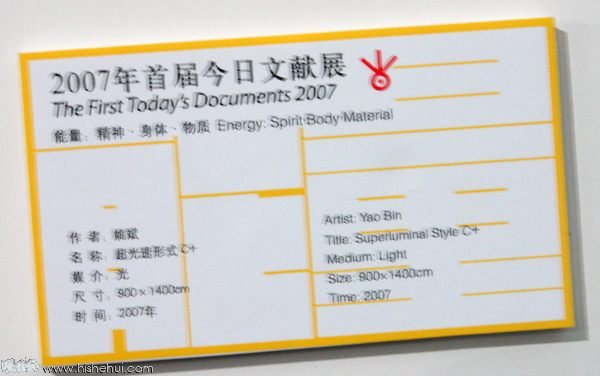 2007年首届今日文献展
The First Today's Documents 2007
能量：精神·身体·物质 Energy: Spirit·Body·Material
作 者：姚斌
名 称：超光速形式 C+
媒 介：光
尺 寸：900×1400cm
时 间：2007年
Artist: Yao Bin
Title: Superluminal Style C+
Medium: Light
Size: 900×1400cm
Time: 2007
www.hishehui.com